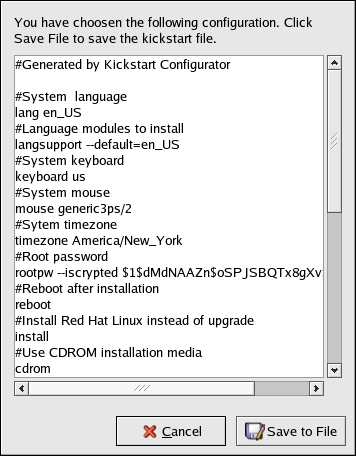 You have choosen the following configuration. Click
Save File to save the kickstart file.
#Generated by Kickstart Configurator
#System  language
lang en_US
#Language modules to install
langsupport --default=en_US
#System keyboard
keyboard us
#System mouse
mouse generic3ps/2
#Sytem timezone
timezone America/New_York
#Root password
rootpw --iscrypted $1$dMdNAAZn$oSPJSBQTx8gXv
#Reboot after installation
reboot
#Install Red Hat Linux instead of upgrade
install
#Use CDROM installation media
cdrom
Cancel
Save to File